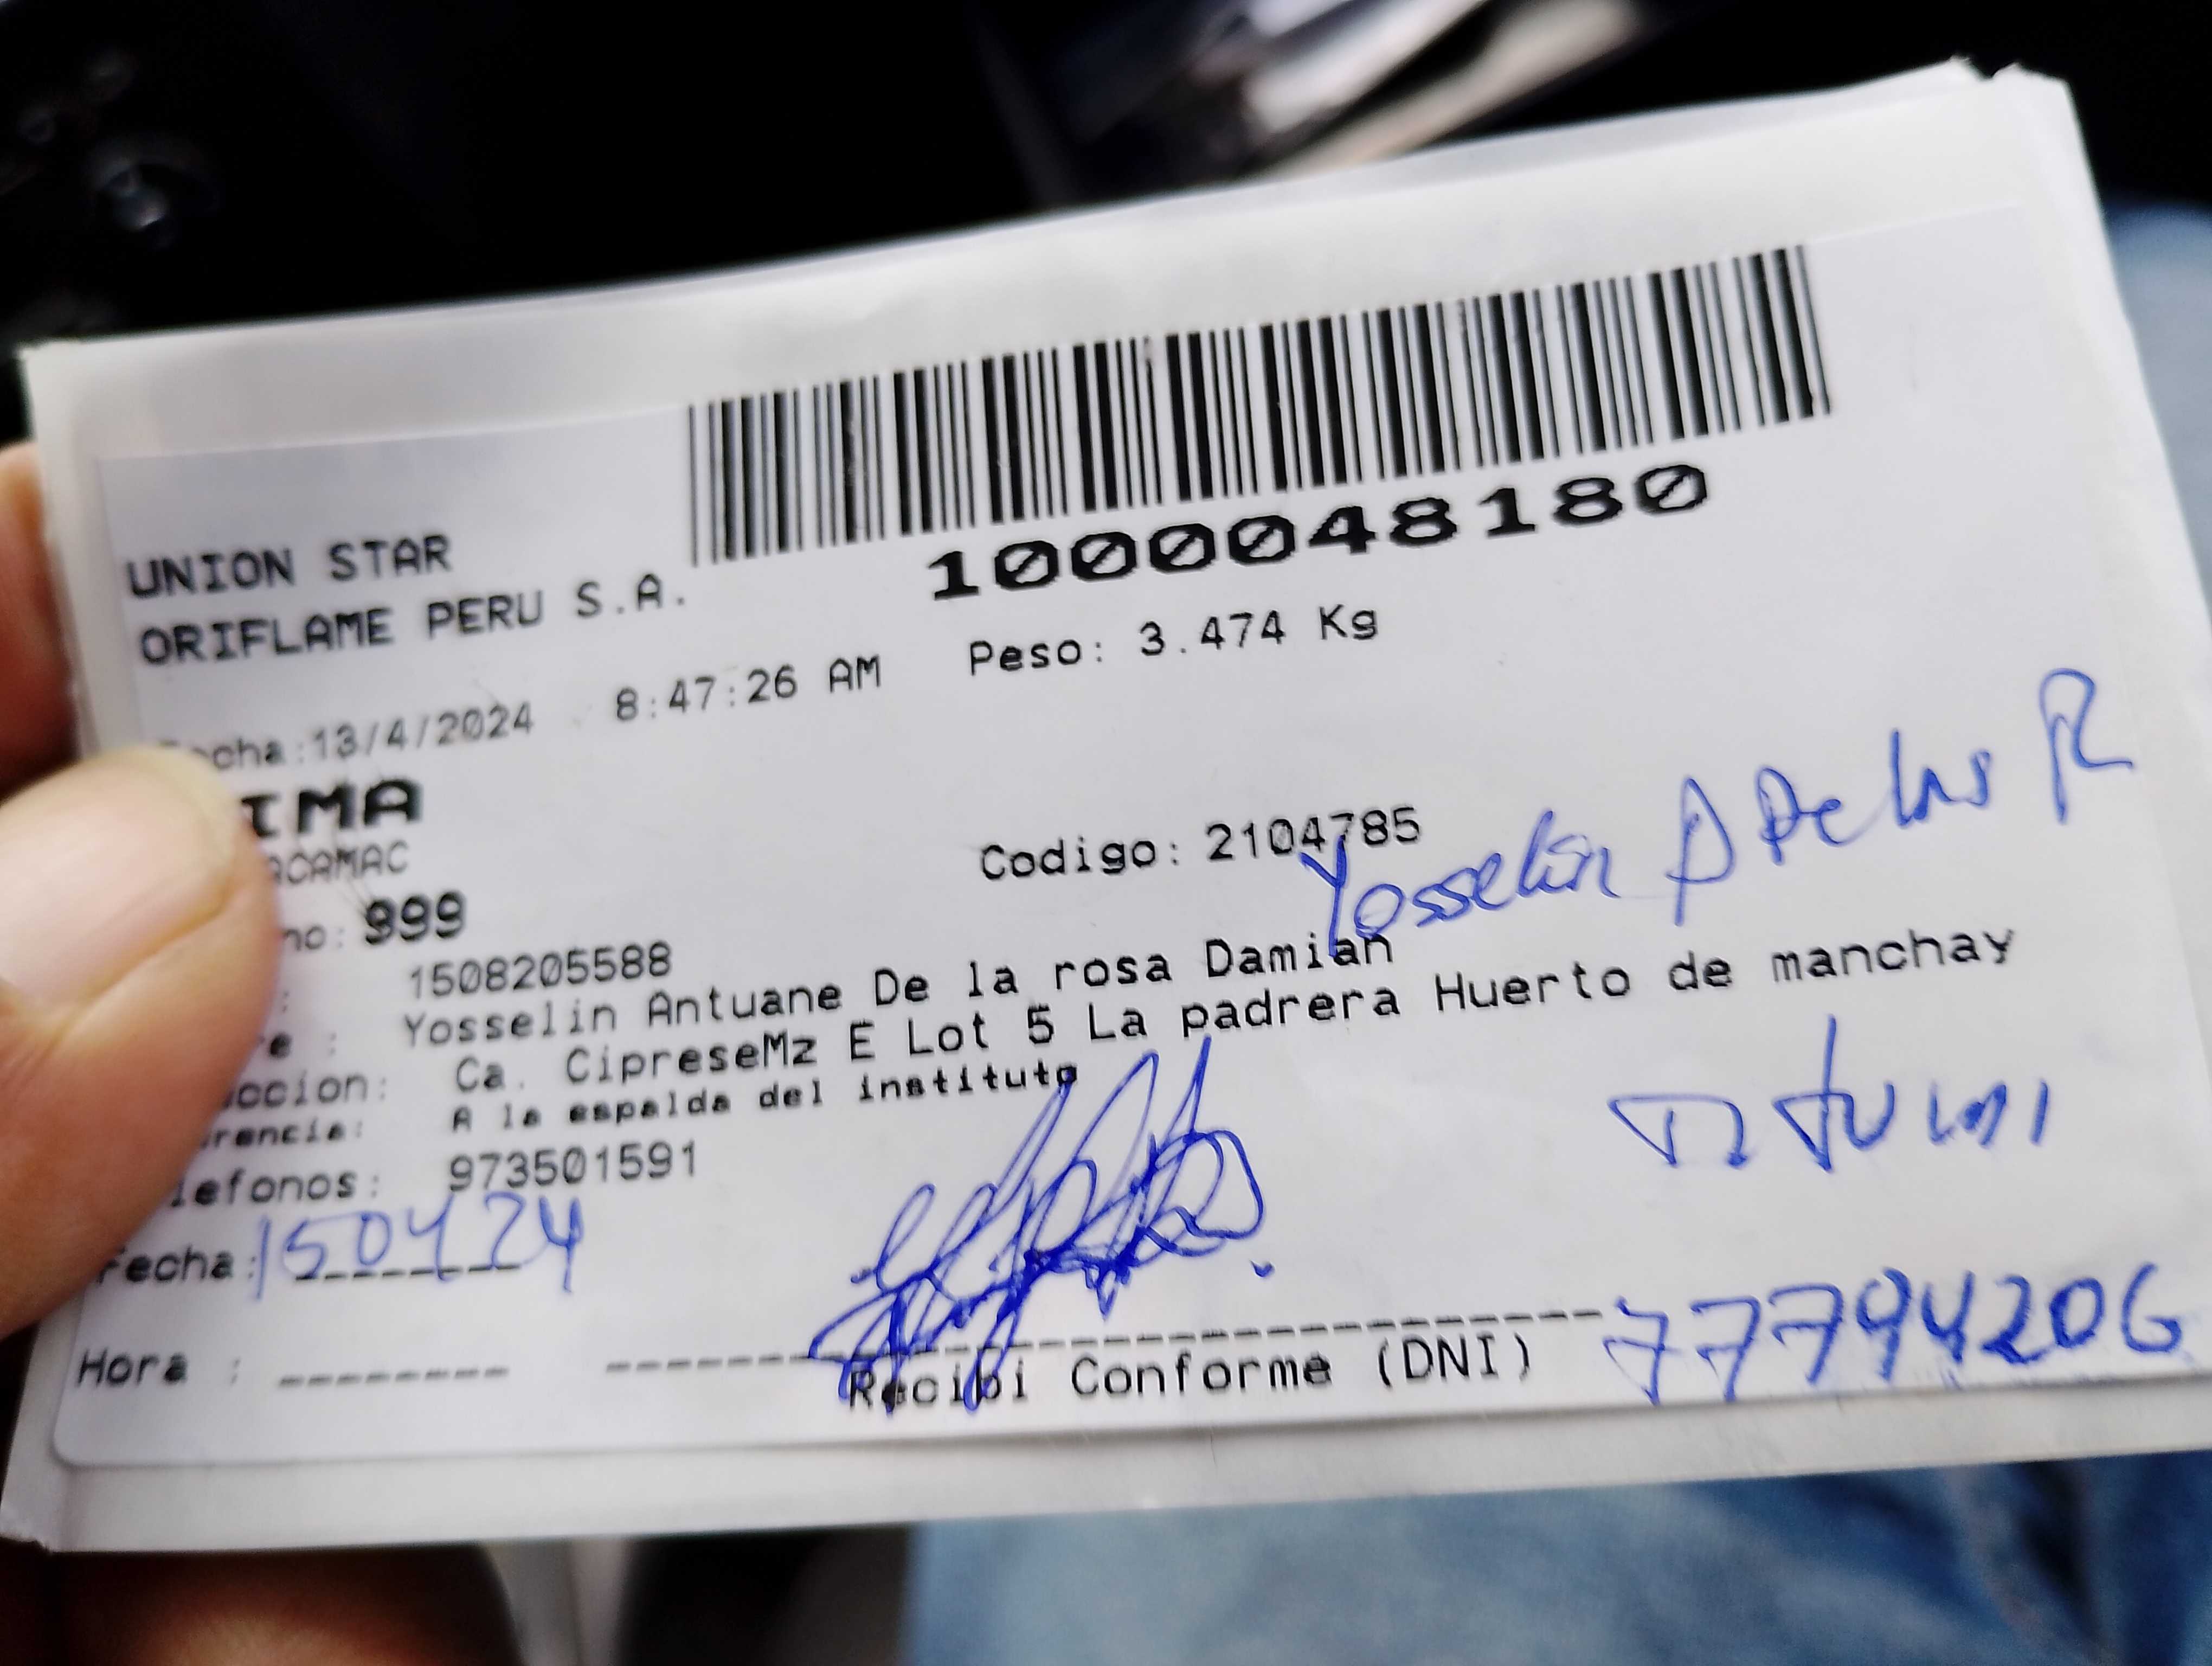 1000048180
UNION STAR
ORIFLAME PERU S.A.
echa:13/4/2024 8:47:26 AM Peso: 3.474 Kg
IMA
ACAMAC
Codigo: 2104785
no: 999
Yosselin
: 1508205588
re : Yosselin Antuane De la rosa Damian
ccion: Ca. CipreseMz E Lot 5 La padrera Huerto de manchay
rencia: A la espalda del instituto
lefonos: 973501591
Fecha: 150424
Hora : --------
Recibi Conforme (DNI) 77794206